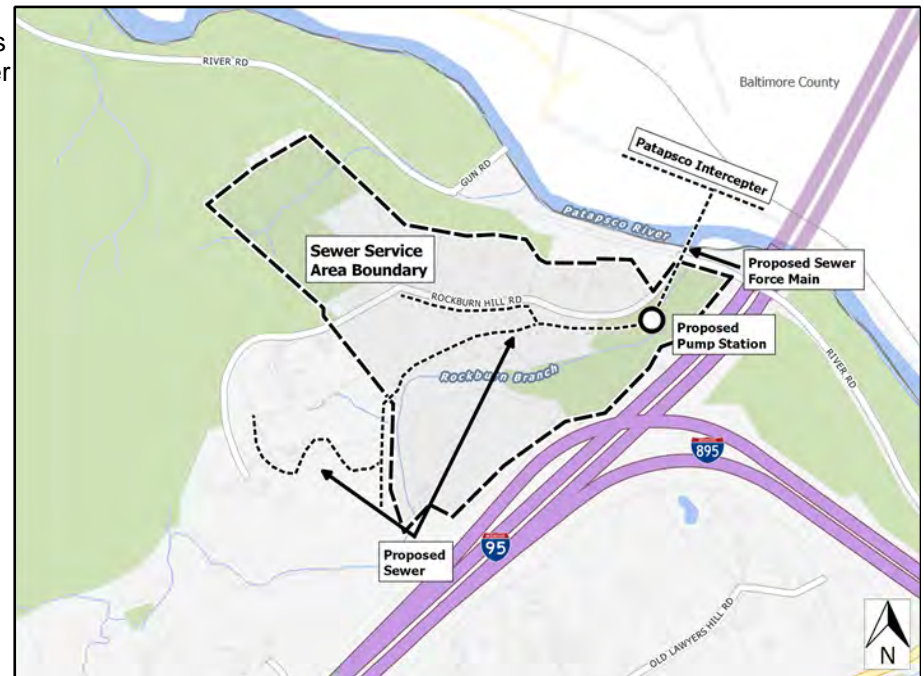 s
er
RIVER RD
Baltimore County
GUN RD
Patapsco Intercepter
Patapsco River
Sewer Service
Area Boundary
Proposed Sewer
Force Main
ROCKBURN HILL RD
Proposed
Pump Station
RIVER RD
Rockburn Branch
895
95
Proposed
Sewer
OLD LAWYERS HILL RD
N